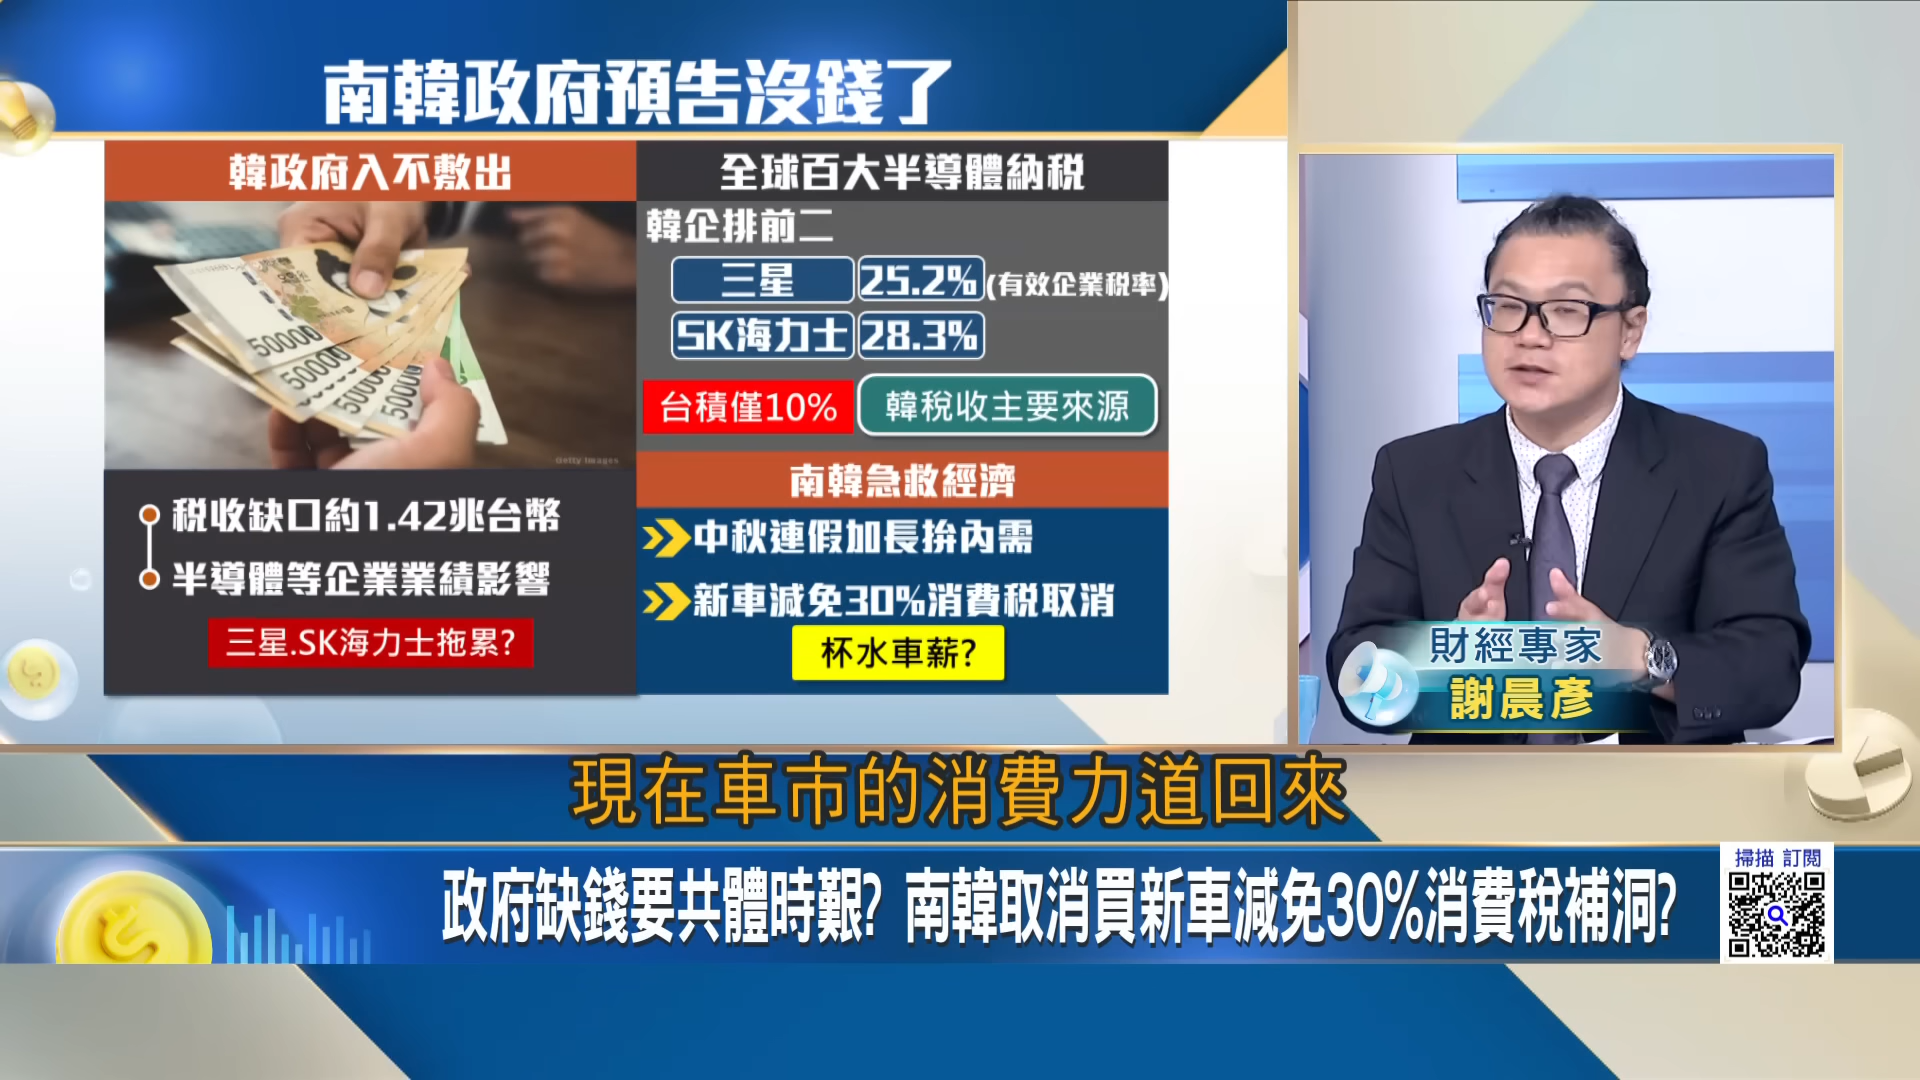 南韓政府預告沒錢了
韓政府入不敷出
50000
50000
50000
50000
Getty Images
稅收缺口約1.42兆台幣
半導體等企業業績影響
三星.SK海力士拖累?
全球百大半導體納稅
韓企排前二
三星 25.2% (有效企業稅率)
SK海力士 28.3%
台積僅10% 韓稅收主要來源
南韓急救經濟
中秋連假加長拚內需
新車減免30%消費稅取消
杯水車薪?
財經專家
謝晨彥
現在車市的消費力道回來
政府缺錢要共體時艱? 南韓取消買新車減免30%消費稅補洞?
掃描 訂閱